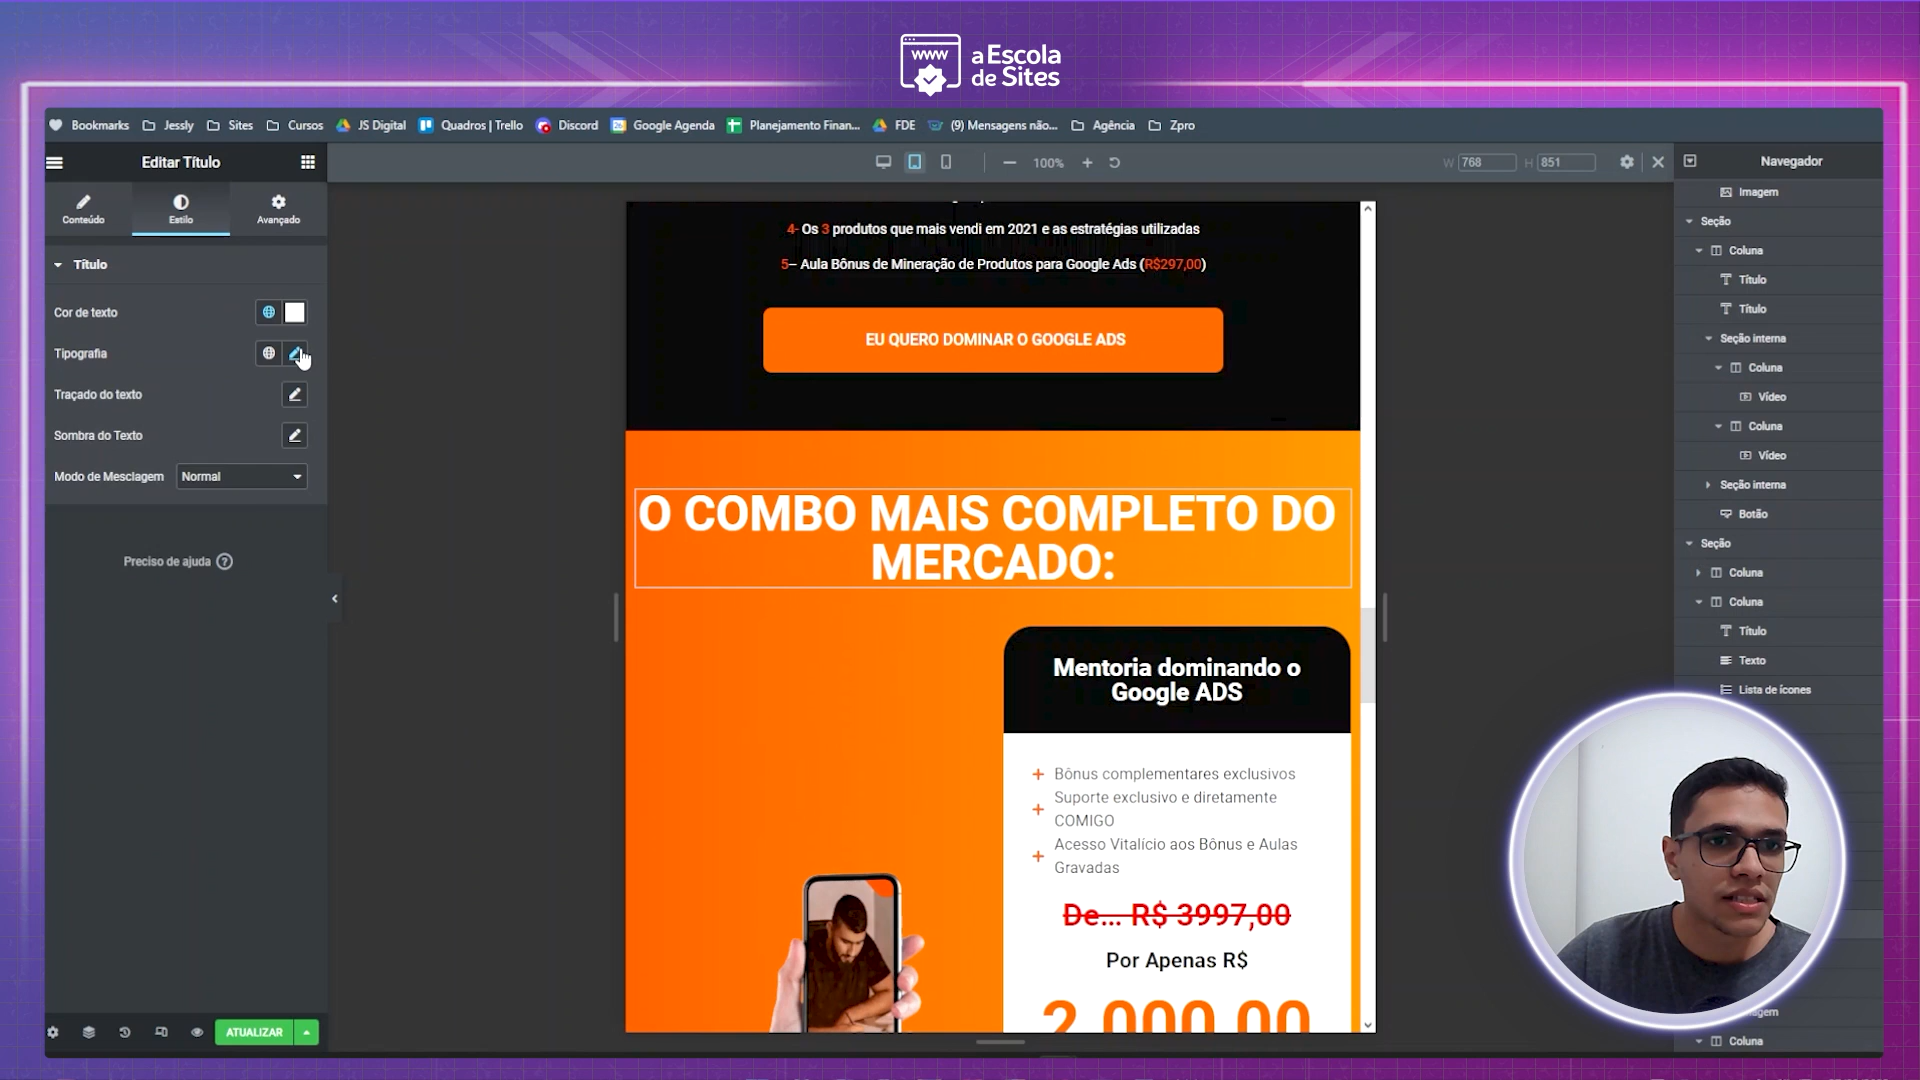 www
a Escola
de Sites
Bookmarks
Jessly
Sites
Cursos
JS Digital
Quadros | Trello
Discord
Google Agenda
Planejamento Finan...
FDE
(9) Mensagens não...
Agência
Zpro
Editar Título
100%
W 768
H 851
Navegador
Conteúdo
Estilo
Avançado
Título
Cor de texto
Tipografia
Traçado do texto
Sombra do Texto
Modo de Mesclagem
Normal
Preciso de ajuda
ATUALIZAR
4- Os 3 produtos que mais vendi em 2021 e as estratégias utilizadas
5– Aula Bônus de Mineração de Produtos para Google Ads (R$297,00)
EU QUERO DOMINAR O GOOGLE ADS
O COMBO MAIS COMPLETO DO
MERCADO:
Mentoria dominando o
Google ADS
Bônus complementares exclusivos
Suporte exclusivo e diretamente
COMIGO
Acesso Vitalício aos Bônus e Aulas
Gravadas
De... R$ 3997,00
Por Apenas R$
2.000,00
Imagem
Seção
Coluna
Título
Título
Seção interna
Coluna
Vídeo
Coluna
Vídeo
Seção interna
Botão
Seção
Coluna
Coluna
Título
Texto
Lista de ícones
Coluna